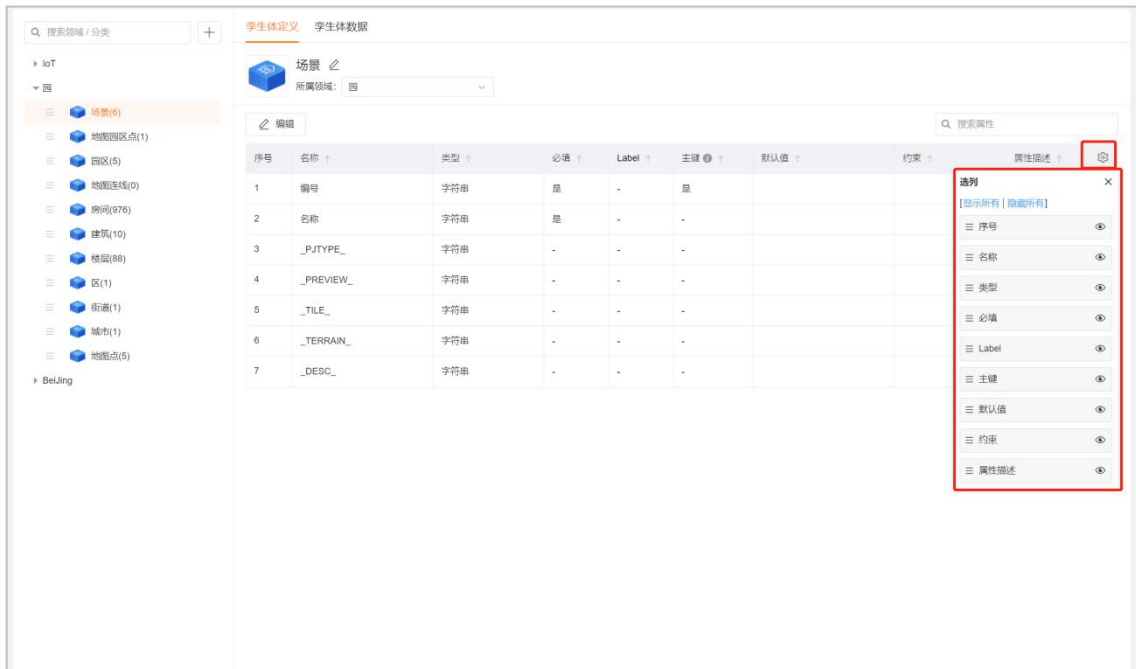 搜索领域 / 分类
IoT
园
场景(6)
地图园区点(1)
园区(5)
地图连线(0)
房间(976)
建筑(10)
楼层(88)
区(1)
街道(1)
城市(1)
地图点(5)
BeiJing
孪生体定义 孪生体数据
场景
所属领域: 园
编辑
搜索属性
序号 名称 类型 必填 Label 主键 默认值 约束 属性描述
1 编号 字符串 是 - 是
2 名称 字符串 是 - -
3 _PJTYPE_ 字符串 - - -
4 _PREVIEW_ 字符串 - - -
5 _TILE_ 字符串 - - -
6 _TERRAIN_ 字符串 - - -
7 _DESC_ 字符串 - - -
选列
[显示所有 | 隐藏所有]
序号
名称
类型
必填
Label
主键
默认值
约束
属性描述